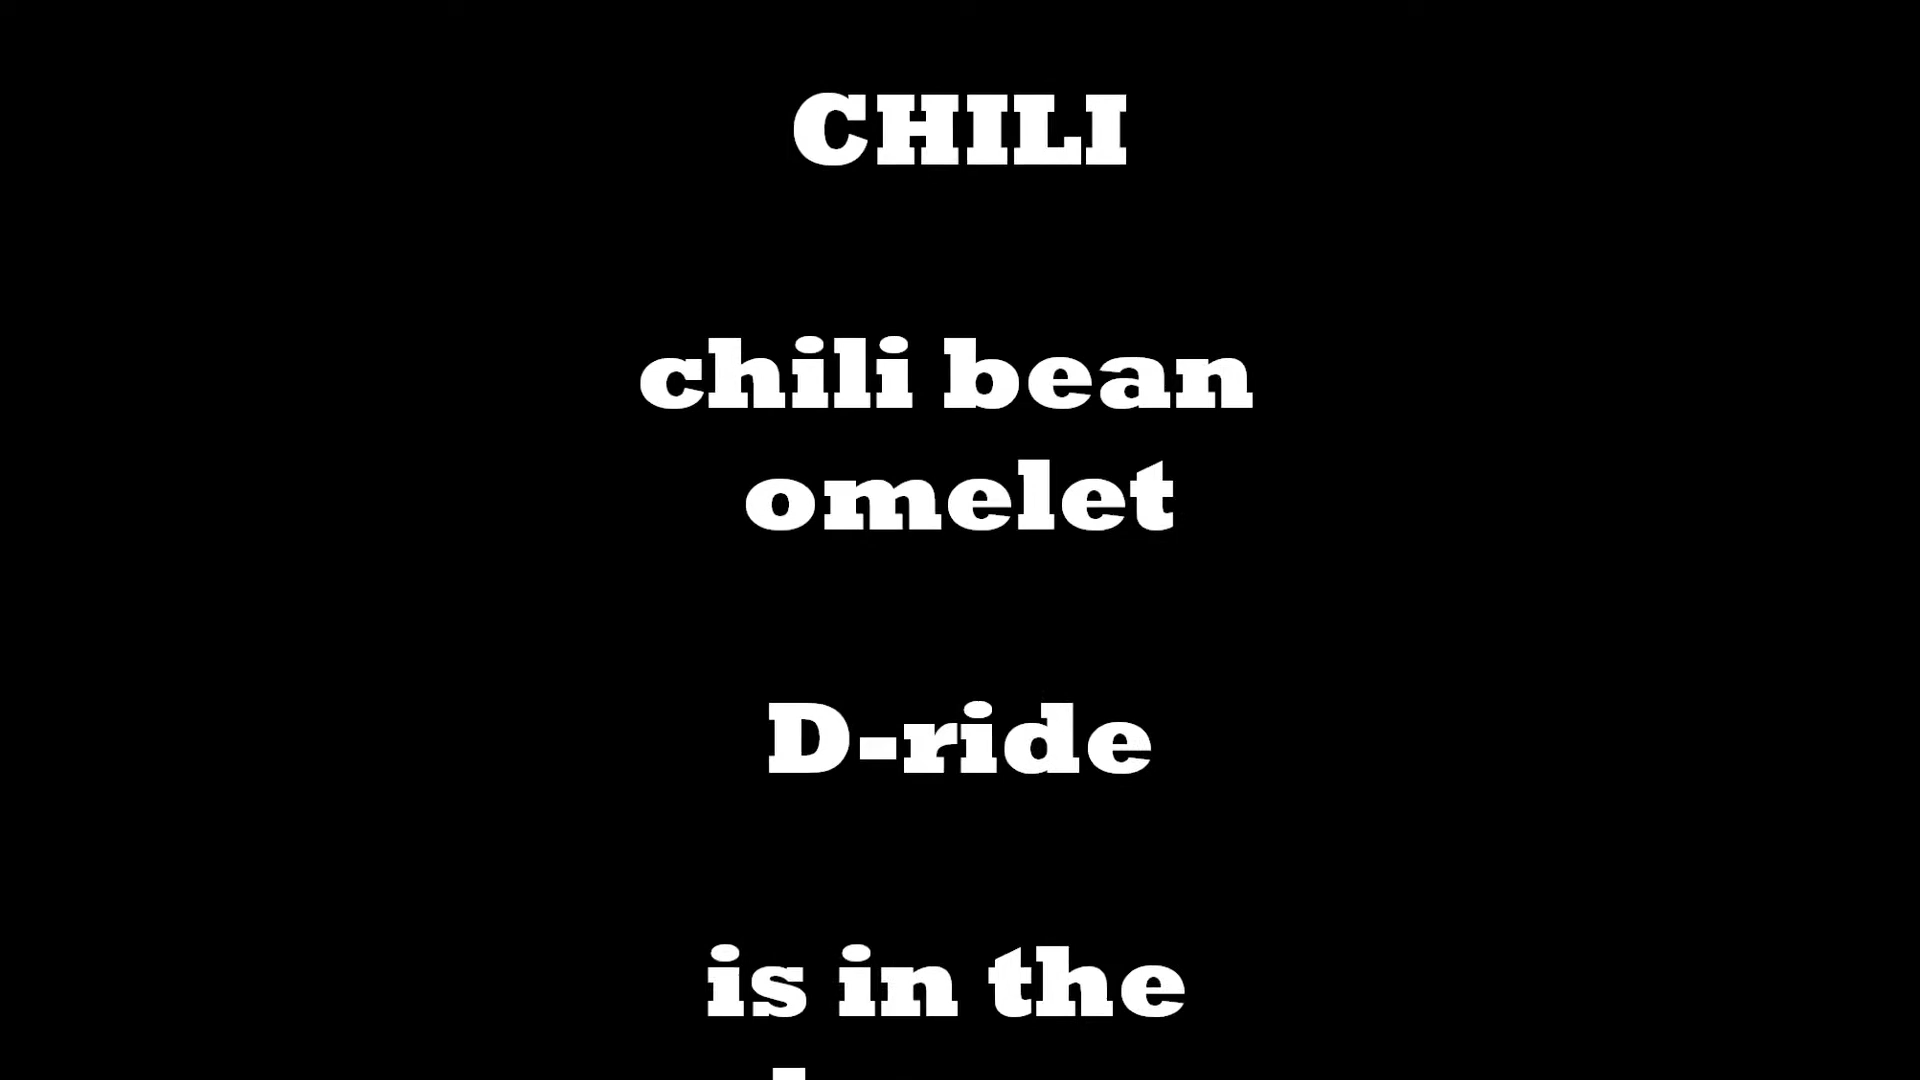 CHILI
chili bean
omelet
D-ride
is in the